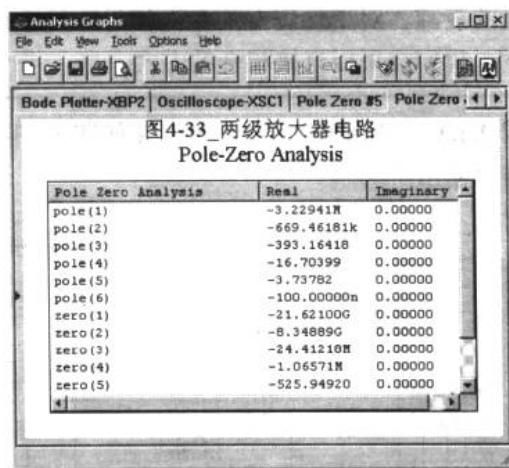 Analysis Graphs
File Edit View Tools Options Help
Bode Plotter-XBP2 Oscilloscope-XSC1 Pole Zero #5 Pole Zero
图4-33_两级放大器电路
Pole-Zero Analysis
Pole Zero Analysis Real Imaginary
pole(1) -3.22941M 0.00000
pole(2) -669.46181k 0.00000
pole(3) -393.16418 0.00000
pole(4) -16.70399 0.00000
pole(5) -3.73782 0.00000
pole(6) -100.00000n 0.00000
zero(1) -21.62100G 0.00000
zero(2) -8.34889G 0.00000
zero(3) -24.41218M 0.00000
zero(4) -1.06571M 0.00000
zero(5) -525.94920 0.00000